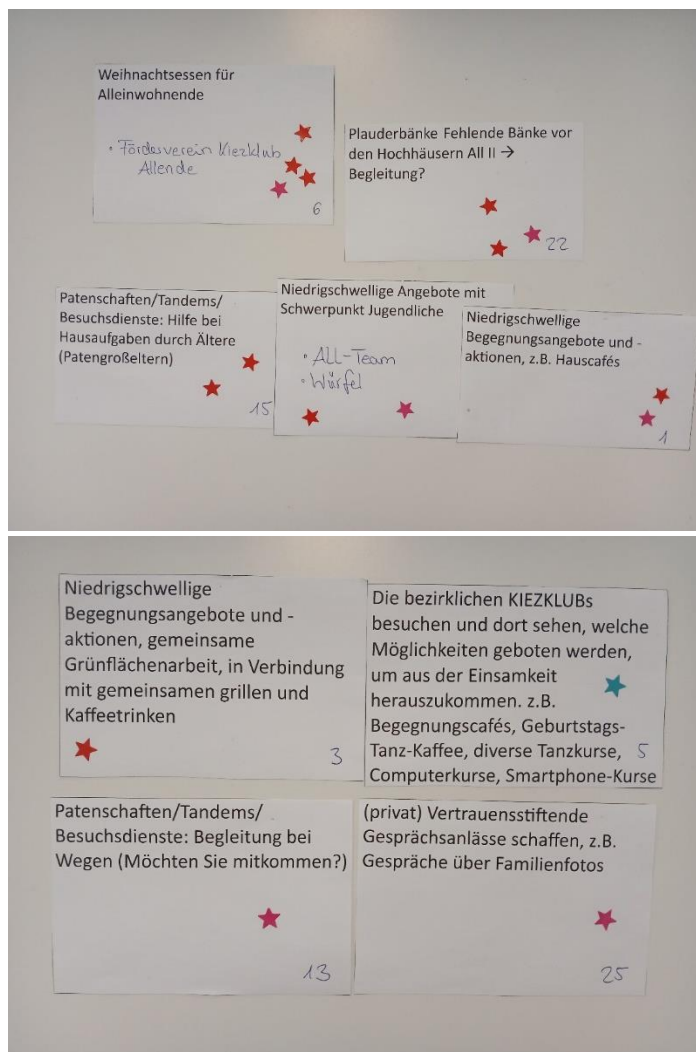 Weihnachtsessen für
Alleinwohnende
• Förderverein Kiezklub
Allende
6
Plauderbänke Fehlende Bänke vor
den Hochhäusern All II →
Begleitung?
22
Patenschaften/Tandems/
Besuchsdienste: Hilfe bei
Hausaufgaben durch Ältere
(Patengroßeltern)
15
Niedrigschwellige Angebote mit
Schwerpunkt Jugendliche
• ALL-Team
• Würfel
Niedrigschwellige
Begegnungsangebote und -
aktionen, z.B. Hauscafés
1
Niedrigschwellige
Begegnungsangebote und -
aktionen, gemeinsame
Grünflächenarbeit, in Verbindung
mit gemeinsamen grillen und
Kaffeetrinken
3
Die bezirklichen KIEZKLUBs
besuchen und dort sehen, welche
Möglichkeiten geboten werden,
um aus der Einsamkeit
herauszukommen. z.B.
Begegnungscafés, Geburtstags-
Tanz-Kaffee, diverse Tanzkurse, 5
Computerkurse, Smartphone-Kurse
Patenschaften/Tandems/
Besuchsdienste: Begleitung bei
Wegen (Möchten Sie mitkommen?)
13
(privat) Vertrauensstiftende
Gesprächsanlässe schaffen, z.B.
Gespräche über Familienfotos
25